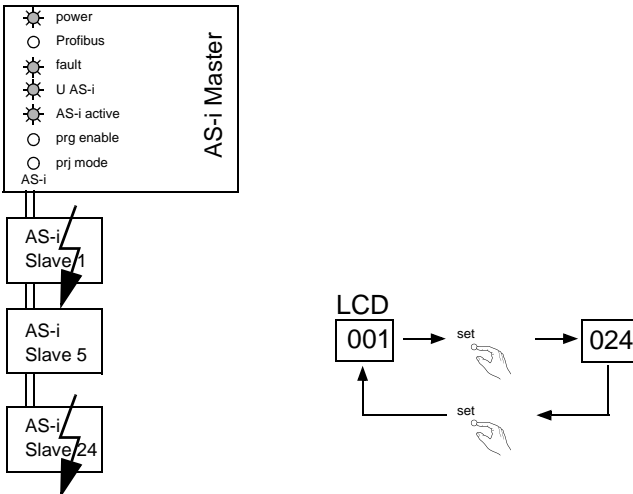 power
Profibus
fault
U AS-i
AS-i active
prg enable
prj mode
AS-i
AS-i Master
AS-i
Slave 1
AS-i
Slave 5
AS-i
Slave 24
LCD
001
set
024
set